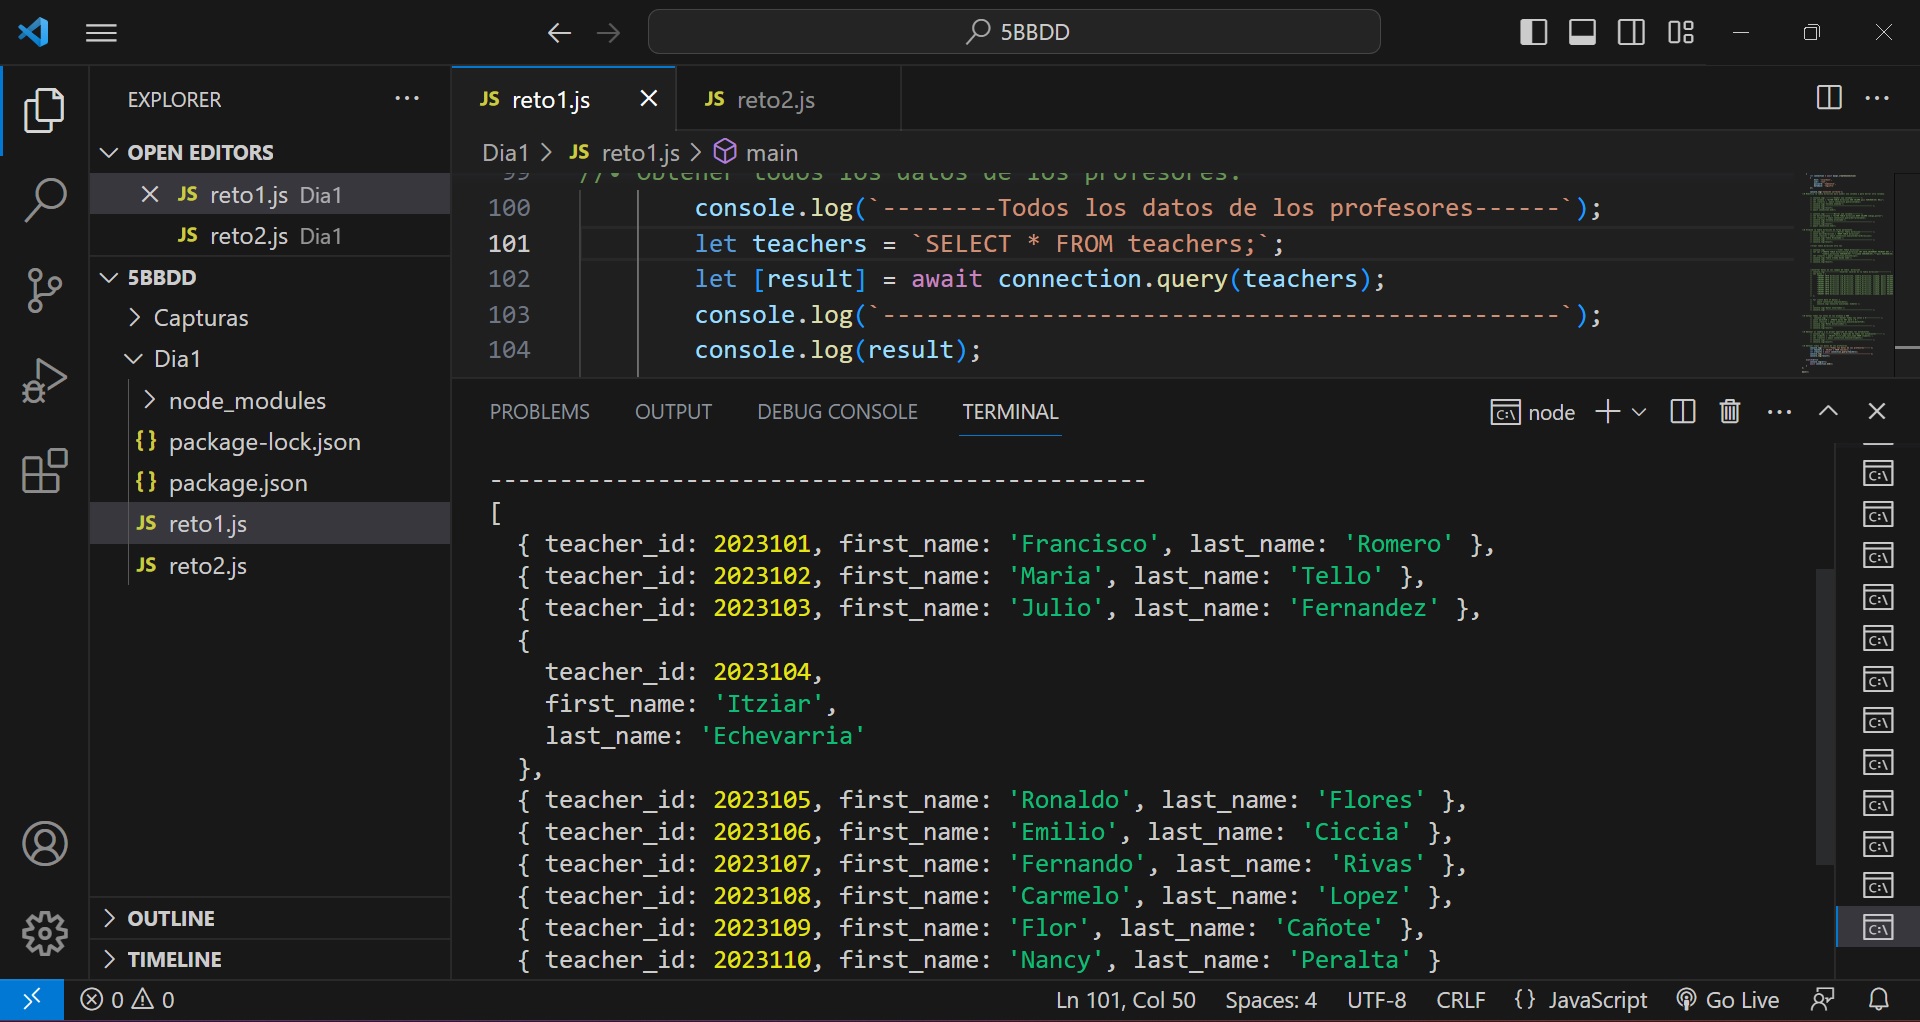 5BBDD
EXPLORER
OPEN EDITORS
JS reto1.js Dia1
JS reto2.js Dia1
5BBDD
Capturas
Dia1
node_modules
{} package-lock.json
{} package.json
JS reto1.js
JS reto2.js
OUTLINE
TIMELINE
JS reto1.js
JS reto2.js
Dia1 > JS reto1.js > main
99 //• Obtener todos los datos de los profesores.
100 console.log(`--------Todos los datos de los profesores------`);
101 let teachers = `SELECT * FROM teachers;`;
102 let [result] = await connection.query(teachers);
103 console.log(`-----------------------------------------------`);
104 console.log(result);
PROBLEMS OUTPUT DEBUG CONSOLE TERMINAL
node
-----------------------------------------------
[
{ teacher_id: 2023101, first_name: 'Francisco', last_name: 'Romero' },
{ teacher_id: 2023102, first_name: 'Maria', last_name: 'Tello' },
{ teacher_id: 2023103, first_name: 'Julio', last_name: 'Fernandez' },
{
teacher_id: 2023104,
first_name: 'Itziar',
last_name: 'Echevarria'
},
{ teacher_id: 2023105, first_name: 'Ronaldo', last_name: 'Flores' },
{ teacher_id: 2023106, first_name: 'Emilio', last_name: 'Ciccia' },
{ teacher_id: 2023107, first_name: 'Fernando', last_name: 'Rivas' },
{ teacher_id: 2023108, first_name: 'Carmelo', last_name: 'Lopez' },
{ teacher_id: 2023109, first_name: 'Flor', last_name: 'Cañote' },
{ teacher_id: 2023110, first_name: 'Nancy', last_name: 'Peralta' }
0 0
Ln 101, Col 50 Spaces: 4 UTF-8 CRLF {} JavaScript Go Live